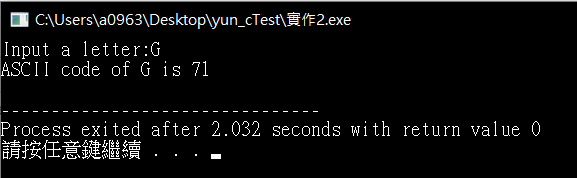 C:\Users\a0963\Desktop\yun_cTest\實作2.exe
Input a letter:G
ASCII code of G is 71
--------------------------------
Process exited after 2.032 seconds with return value 0
請按任意鍵繼續 . . .